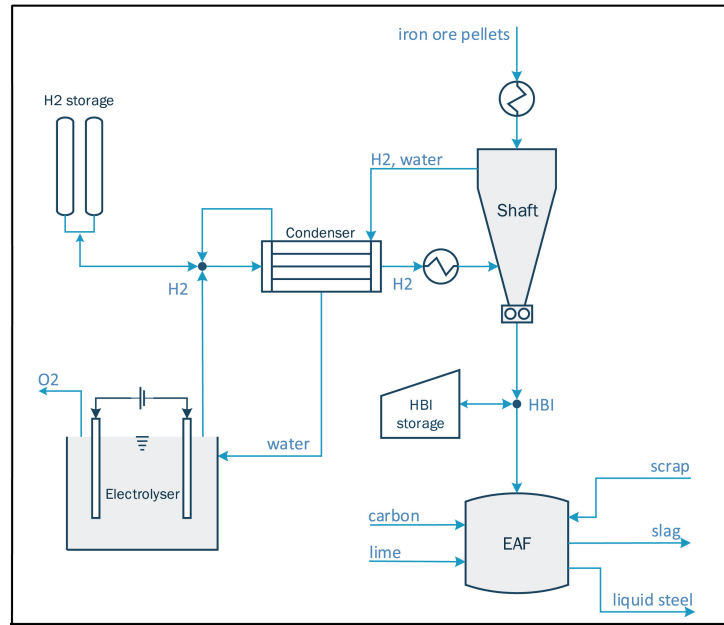 iron ore pellets
H2 storage
H2, water
Shaft
Condenser
H2
H2
O2
HBI
storage
HBI
water
Electrolyser
scrap
carbon
EAF
slag
lime
liquid steel